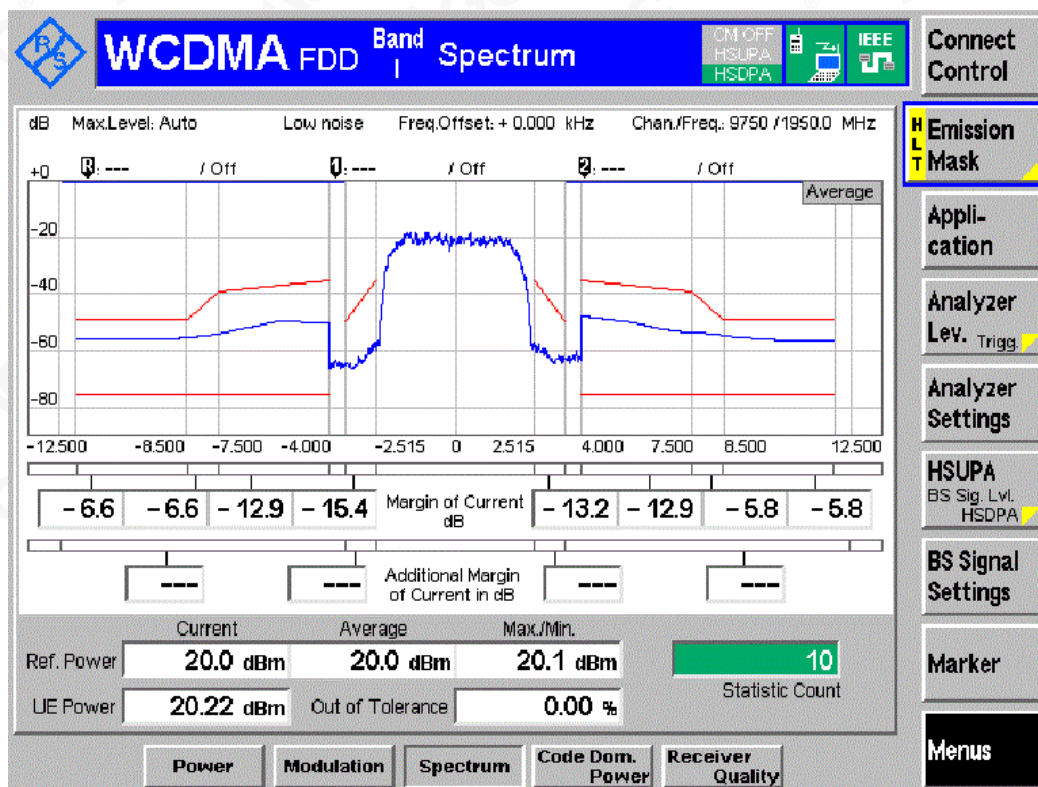 R S
WCDMA FDD Band I Spectrum
CM OFF
HSUPA
HSDPA
IEEE
Connect Control
dB Max.Level: Auto Low noise Freq.Offset: + 0.000 kHz Chan./Freq.: 9750 / 1950.0 MHz
HLT
Emission Mask
R: --- / Off 1: --- / Off 2: --- / Off
+0
Average
-20
-40
-60
-80
Appli-
cation
Analyzer
Lev. Trigg.
Analyzer
Settings
-12.500 -8.500 -7.500 -4.000 -2.515 0 2.515 4.000 7.500 8.500 12.500
HSUPA
BS Sig. Lvl.
HSDPA
- 6.6 - 6.6 - 12.9 - 15.4 Margin of Current dB - 13.2 - 12.9 - 5.8 - 5.8
BS Signal
Settings
--- --- Additional Margin of Current in dB --- ---
Current Average Max./Min.
Ref. Power 20.0 dBm 20.0 dBm 20.1 dBm 10
Statistic Count
UE Power 20.22 dBm Out of Tolerance 0.00 %
Marker
Menus
Power Modulation Spectrum Code Dom. Power Receiver Quality